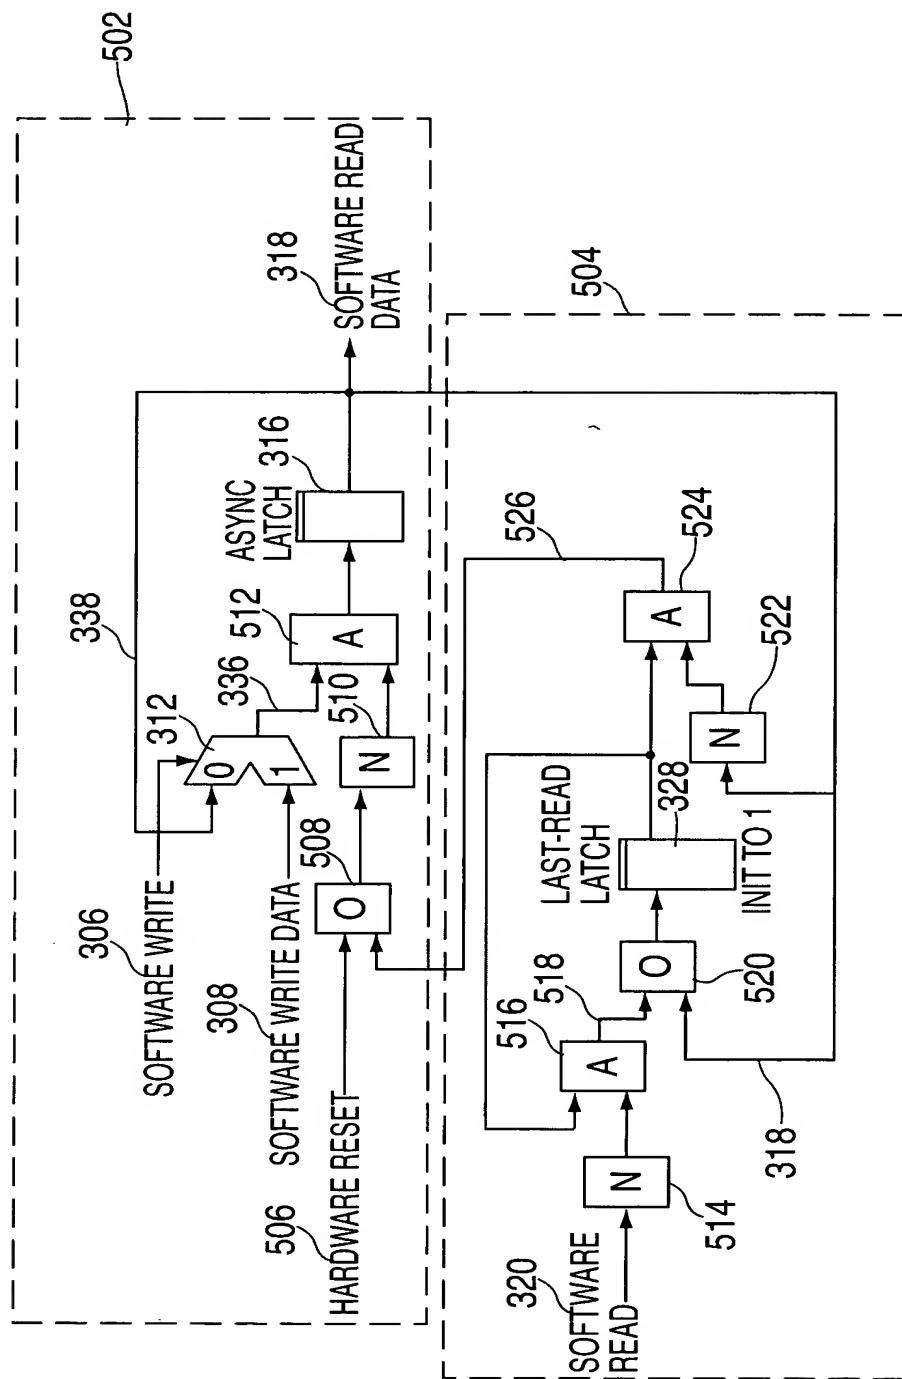 502
SOFTWARE WRITE
306
338
312
0
1
336
512
A
ASYNC
LATCH
316
318
SOFTWARE READ
DATA
SOFTWARE WRITE DATA
308
HARDWARE RESET
506
508
O
510
N
504
526
524
A
522
N
LAST-READ
LATCH
328
INIT TO 1
516
518
A
O
520
318
320
SOFTWARE
READ
N
514